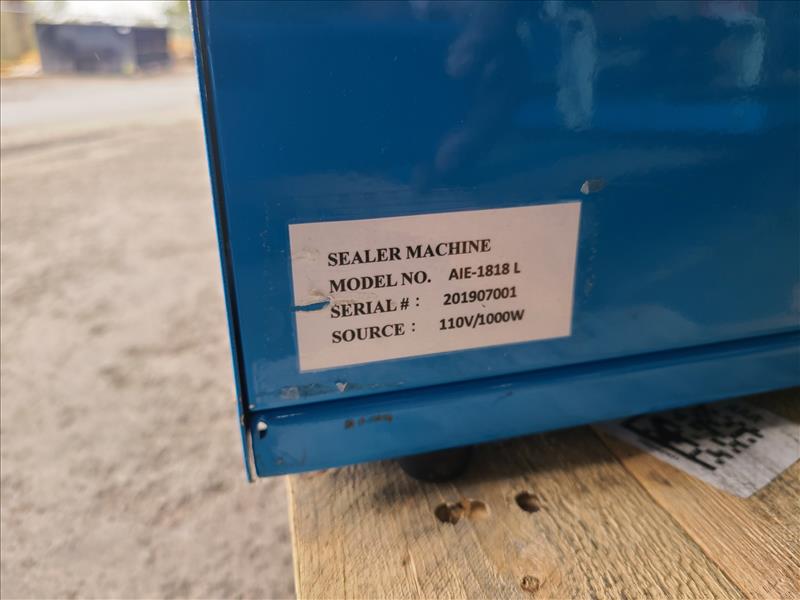 SEALER MACHINE
MODEL NO. AIE-1818 L
SERIAL # : 201907001
SOURCE : 110V/1000W